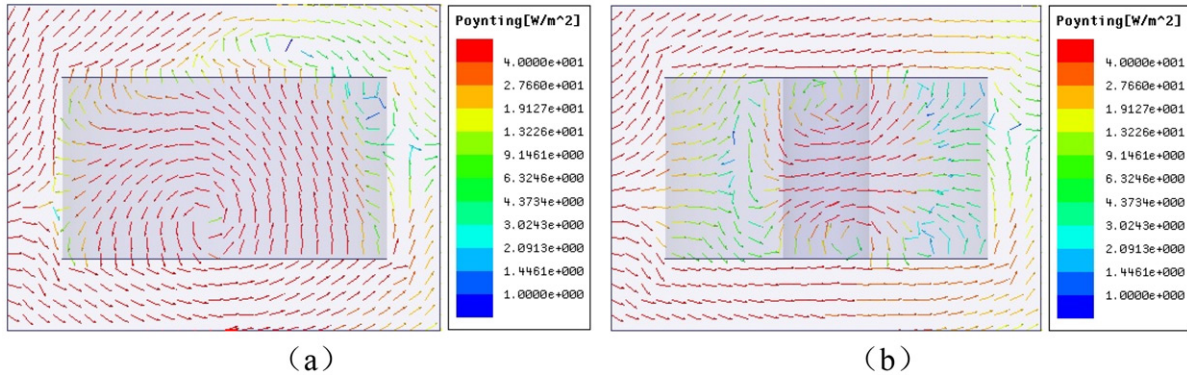 Poynting[W/m^2]
4.0000e+001
2.7660e+001
1.9127e+001
1.3226e+001
9.1461e+000
6.3246e+000
4.3734e+000
3.0243e+000
2.0913e+000
1.4461e+000
1.0000e+000
(a)
Poynting[W/m^2]
4.0000e+001
2.7660e+001
1.9127e+001
1.3226e+001
9.1461e+000
6.3246e+000
4.3734e+000
3.0243e+000
2.0913e+000
1.4461e+000
1.0000e+000
(b)